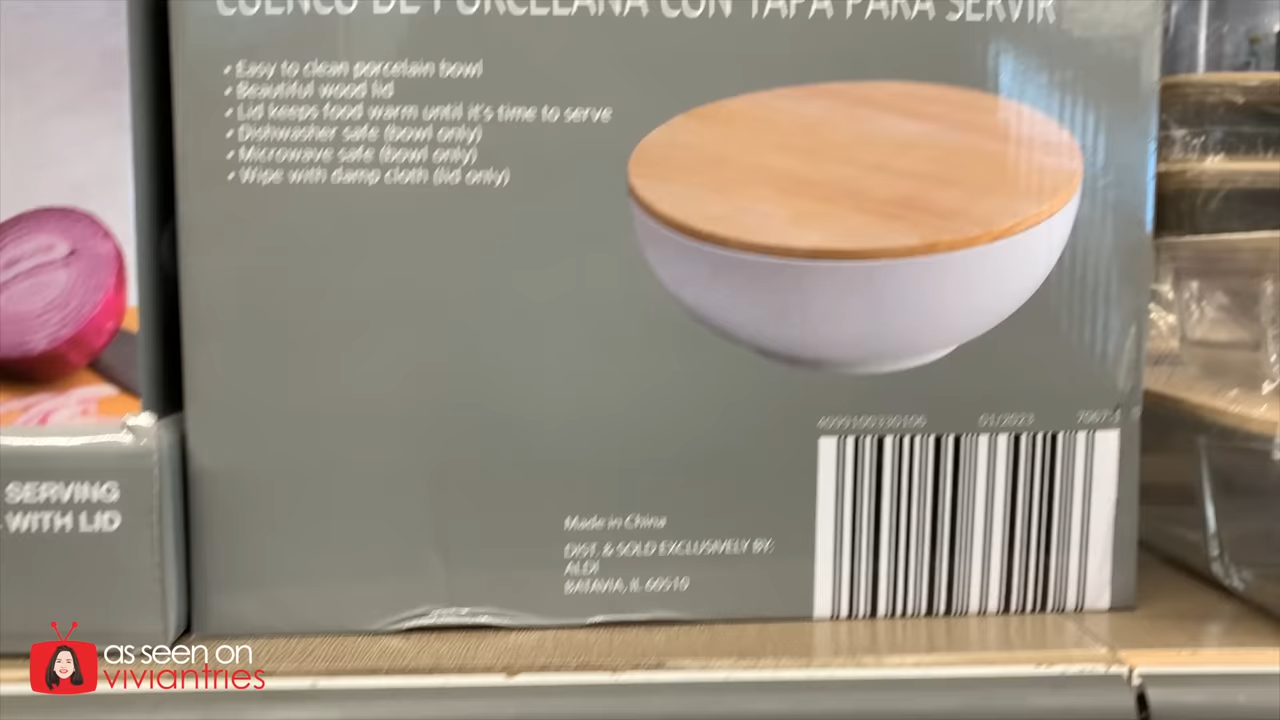 CUENCO DE PORCELANA CON TAPA PARA SERVIR
✓ Easy to clean porcelain bowl
✓ Beautiful wood lid
✓ Lid keeps food warm until it's time to serve
✓ Dishwasher safe (bowl only)
✓ Microwave safe (bowl only)
✓ Wipe with damp cloth (lid only)
4099100330106 01/2023 7067-1
Made in China
DIST. & SOLD EXCLUSIVELY BY:
ALDI
BATAVIA, IL 60510
SERVING
WITH LID
as seen on
viviantries